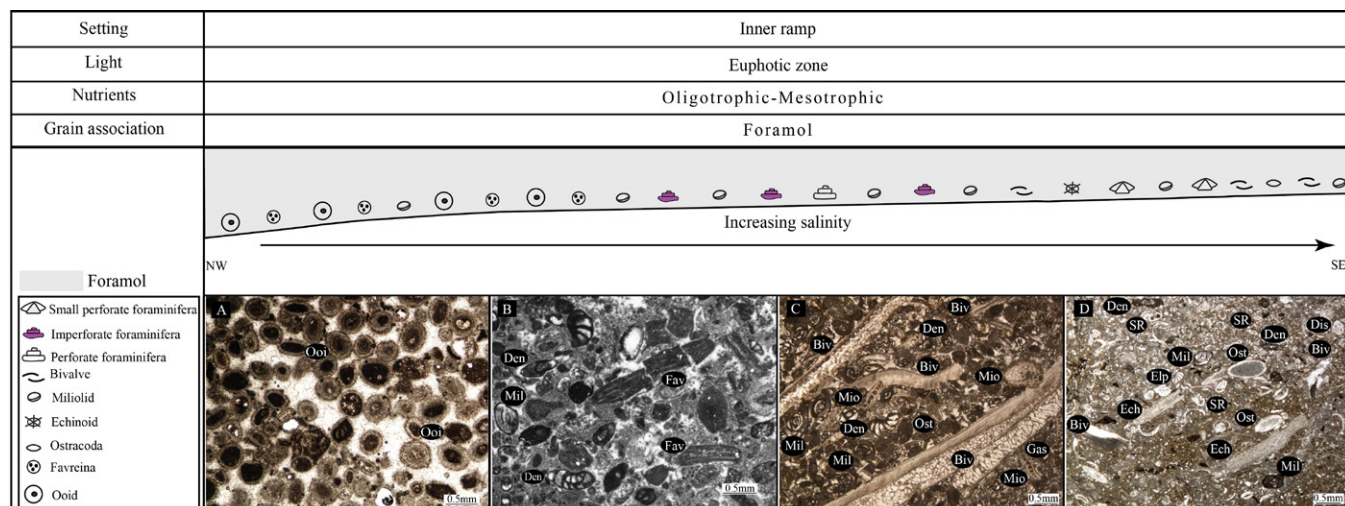 Setting
Inner ramp
Light
Euphotic zone
Nutrients
Oligotrophic-Mesotrophic
Grain association
Foramol
Increasing salinity
NW
SE
Foramol
Small perforate foraminifera
Imperforate foraminifera
Perforate foraminifera
Bivalve
Miliolid
Echinoid
Ostracoda
Favreina
Ooid
A
Ooi
Ooi
0.5mm
B
Den
Fav
Mil
Fav
Den
0.5mm
C
Biv
Den
Biv
Biv
Mio
Mio
Den
Ost
Mil
Mil
Gas
Biv
Mio
0.5mm
D
Den
SR
SR
Den
Dis
Mil
Ost
Biv
Elp
Ech
SR
Ost
Biv
Ech
Mil
0.5mm